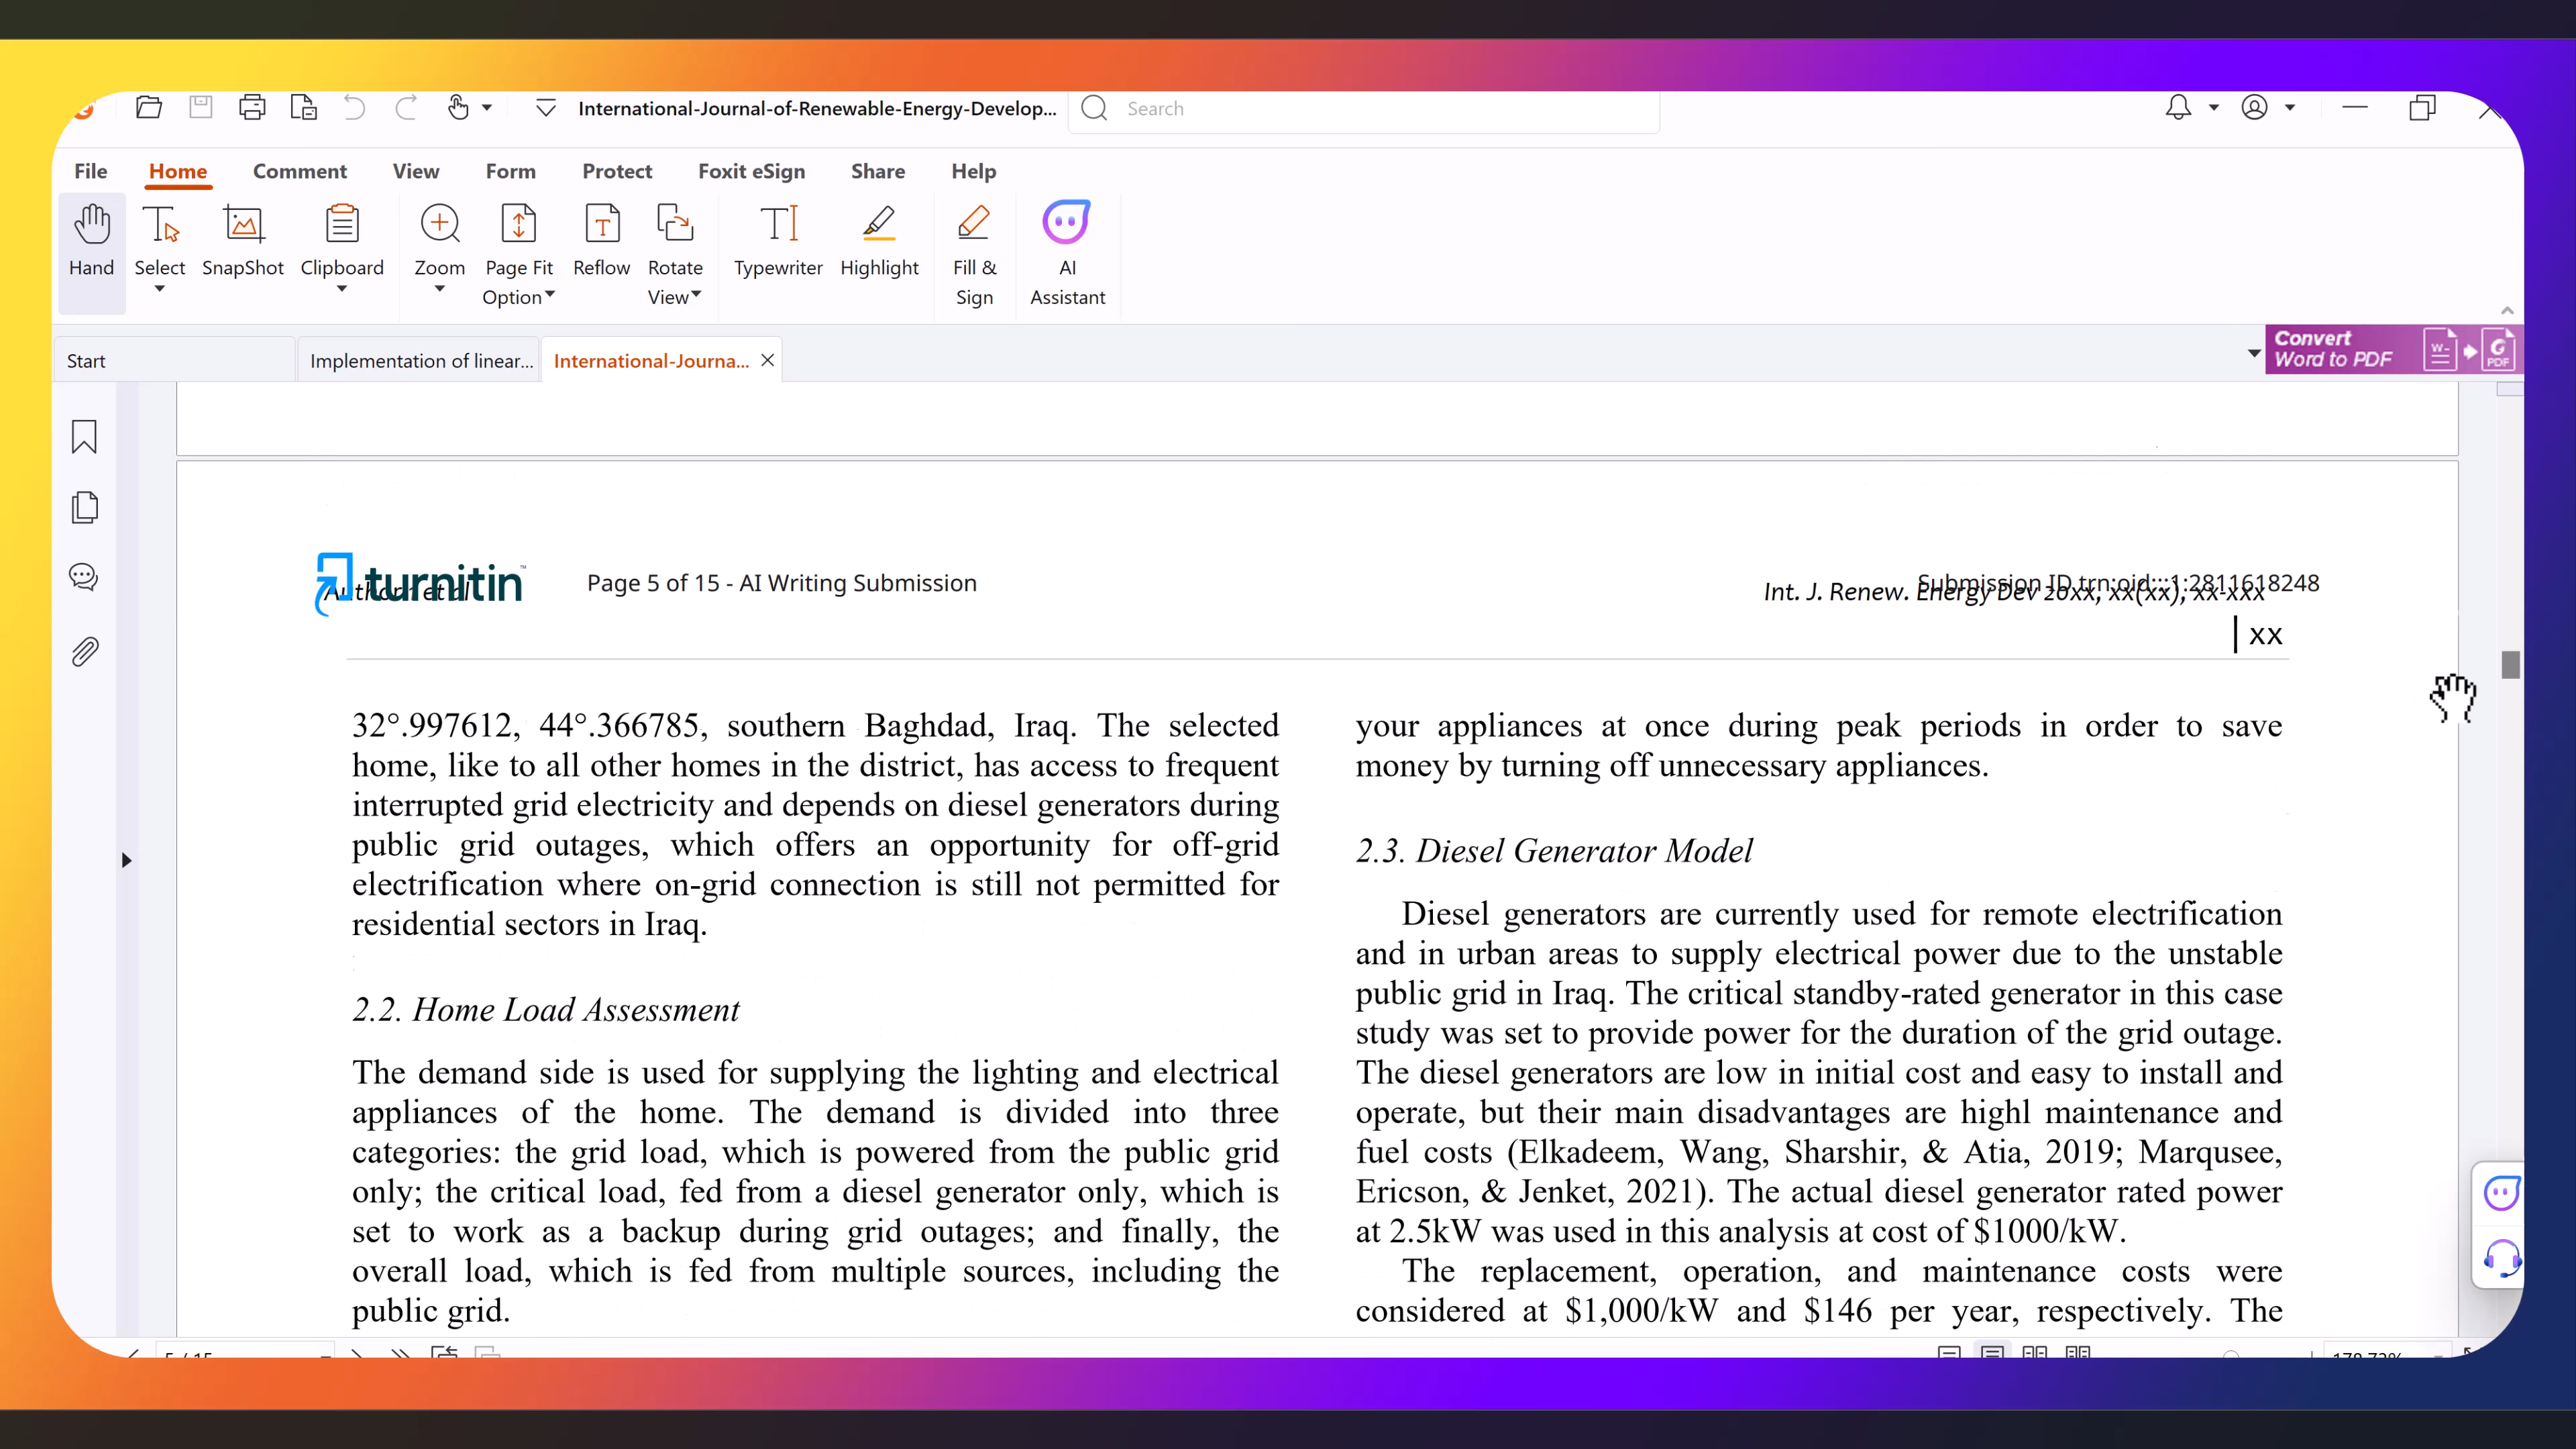 International-Journal-of-Renewable-Energy-Develop...
Search
File Home Comment View Form Protect Foxit eSign Share Help
Hand
Select
SnapShot
Clipboard
Zoom
Page Fit
Option
Reflow
Rotate
View
Typewriter
Highlight
Fill &
Sign
AI
Assistant
Start
Implementation of linear...
International-Journa...
Convert
Word to PDF
turnitin
Page 5 of 15 - AI Writing Submission
Submission ID trn:oid:::1:2811618248
Int. J. Renew. Energy Dev 20xx, xx(xx), xx-xxx
| xx
32°.997612, 44°.366785, southern Baghdad, Iraq. The selected
home, like to all other homes in the district, has access to frequent
interrupted grid electricity and depends on diesel generators during
public grid outages, which offers an opportunity for off-grid
electrification where on-grid connection is still not permitted for
residential sectors in Iraq.
2.2. Home Load Assessment
The demand side is used for supplying the lighting and electrical
appliances of the home. The demand is divided into three
categories: the grid load, which is powered from the public grid
only; the critical load, fed from a diesel generator only, which is
set to work as a backup during grid outages; and finally, the
overall load, which is fed from multiple sources, including the
public grid.
your appliances at once during peak periods in order to save
money by turning off unnecessary appliances.
2.3. Diesel Generator Model
Diesel generators are currently used for remote electrification
and in urban areas to supply electrical power due to the unstable
public grid in Iraq. The critical standby-rated generator in this case
study was set to provide power for the duration of the grid outage.
The diesel generators are low in initial cost and easy to install and
operate, but their main disadvantages are highl maintenance and
fuel costs (Elkadeem, Wang, Sharshir, & Atia, 2019; Marqusee,
Ericson, & Jenket, 2021). The actual diesel generator rated power
at 2.5kW was used in this analysis at cost of $1000/kW.
The replacement, operation, and maintenance costs were
considered at $1,000/kW and $146 per year, respectively. The